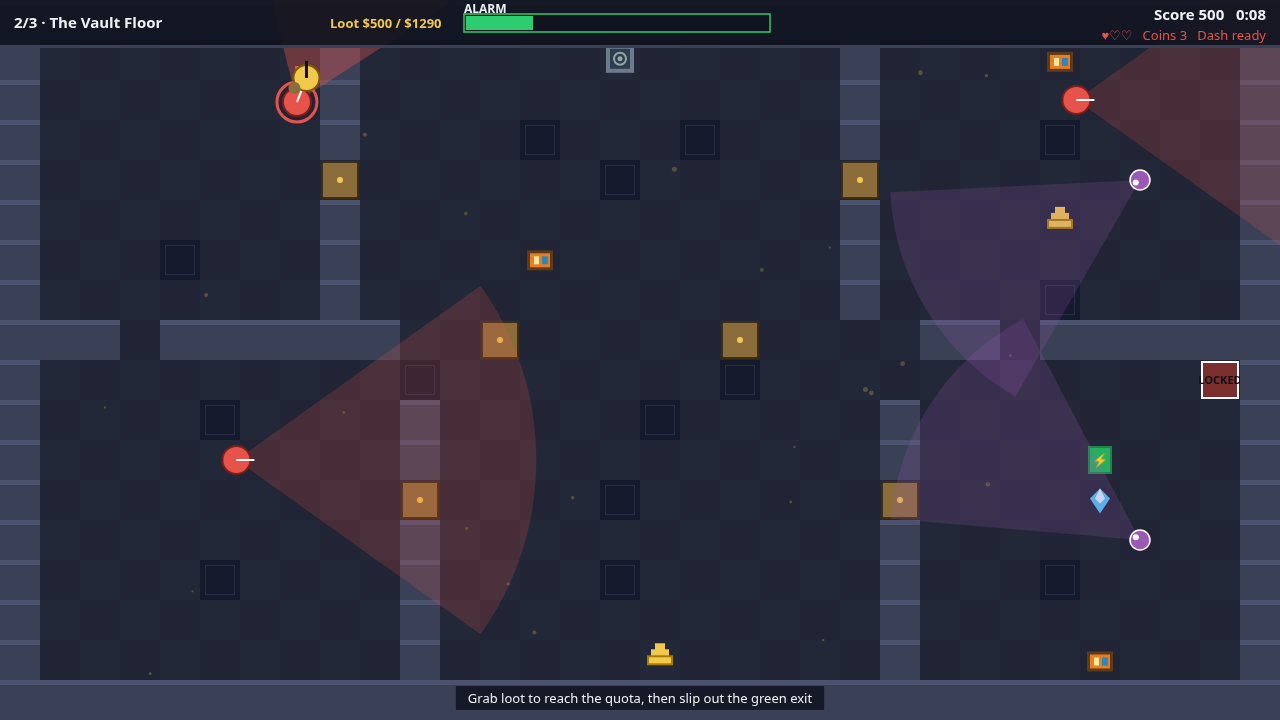 2/3 · The Vault Floor
Loot $500 / $1290
ALARM
Score 500 0:08
♥♡♡ Coins 3 Dash ready
LOCKED
Grab loot to reach the quota, then slip out the green exit